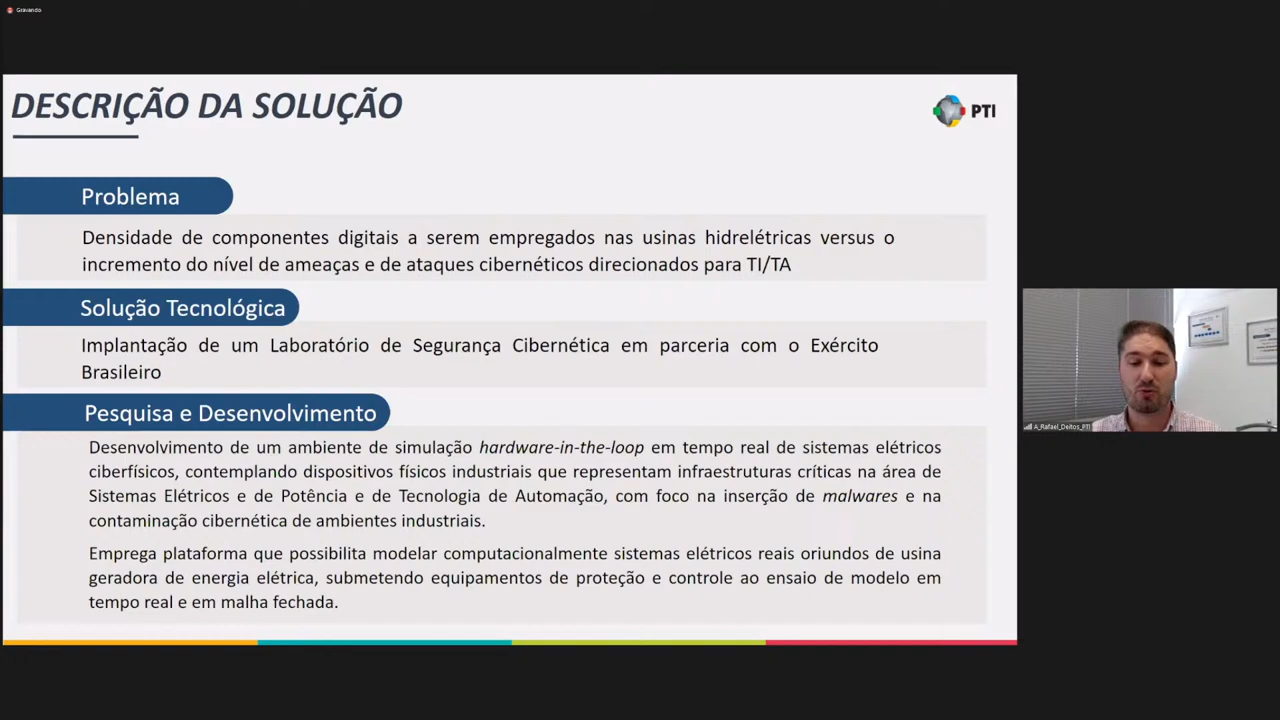 Gravando
DESCRIÇÃO DA SOLUÇÃO
PTI
Problema
Densidade de componentes digitais a serem empregados nas usinas hidrelétricas versus o
incremento do nível de ameaças e de ataques cibernéticos direcionados para TI/TA
Solução Tecnológica
Implantação de um Laboratório de Segurança Cibernética em parceria com o Exército
Brasileiro
Pesquisa e Desenvolvimento
Desenvolvimento de um ambiente de simulação hardware-in-the-loop em tempo real de sistemas elétricos
ciberfísicos, contemplando dispositivos físicos industriais que representam infraestruturas críticas na área de
Sistemas Elétricos e de Potência e de Tecnologia de Automação, com foco na inserção de malwares e na
contaminação cibernética de ambientes industriais.
Emprega plataforma que possibilita modelar computacionalmente sistemas elétricos reais oriundos de usina
geradora de energia elétrica, submetendo equipamentos de proteção e controle ao ensaio de modelo em
tempo real e em malha fechada.
A_Rafael_Deitos_PTI